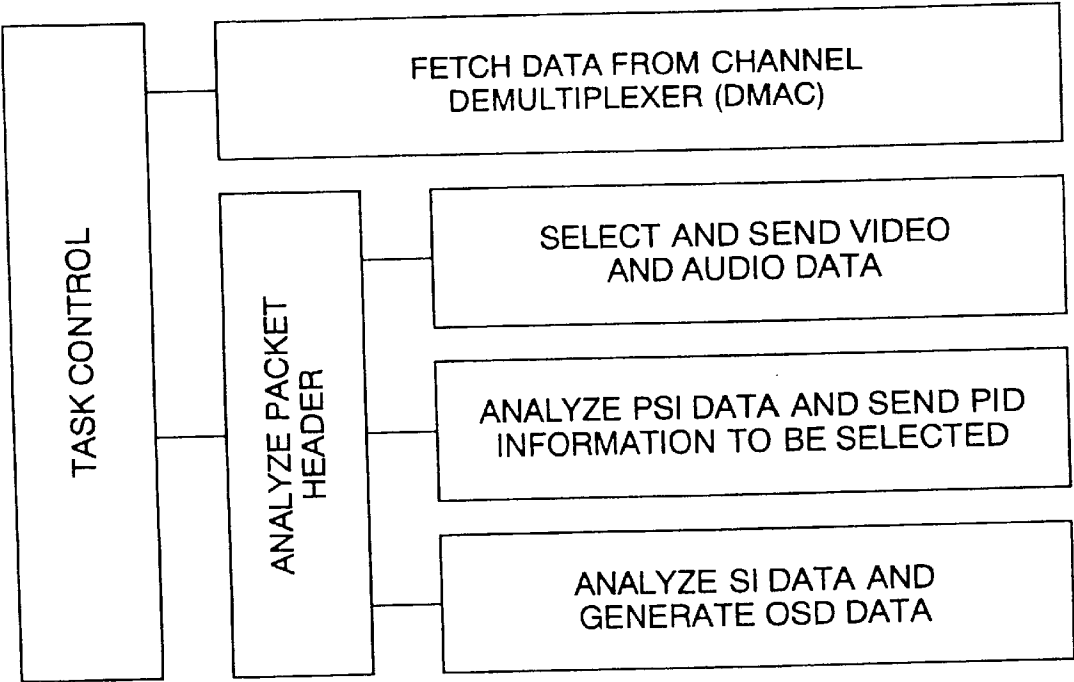 TASK CONTROL
FETCH DATA FROM CHANNEL
DEMULTIPLEXER (DMAC)
ANALYZE PACKET
HEADER
SELECT AND SEND VIDEO
AND AUDIO DATA
ANALYZE PSI DATA AND SEND PID
INFORMATION TO BE SELECTED
ANALYZE SI DATA AND
GENERATE OSD DATA